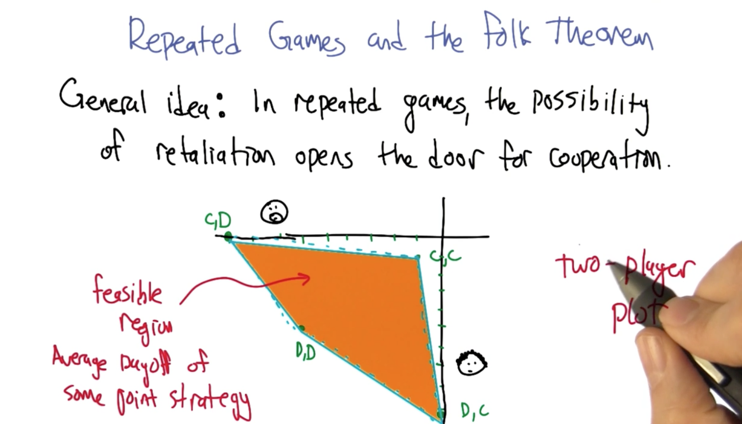 Repeated Games and the Folk Theorem
General idea: In repeated games, the possibility
of retaliation opens the door for cooperation.
C,D
C,C
two-player
plot
feasible
region
D,D
Average payoff of
some joint strategy
D,C